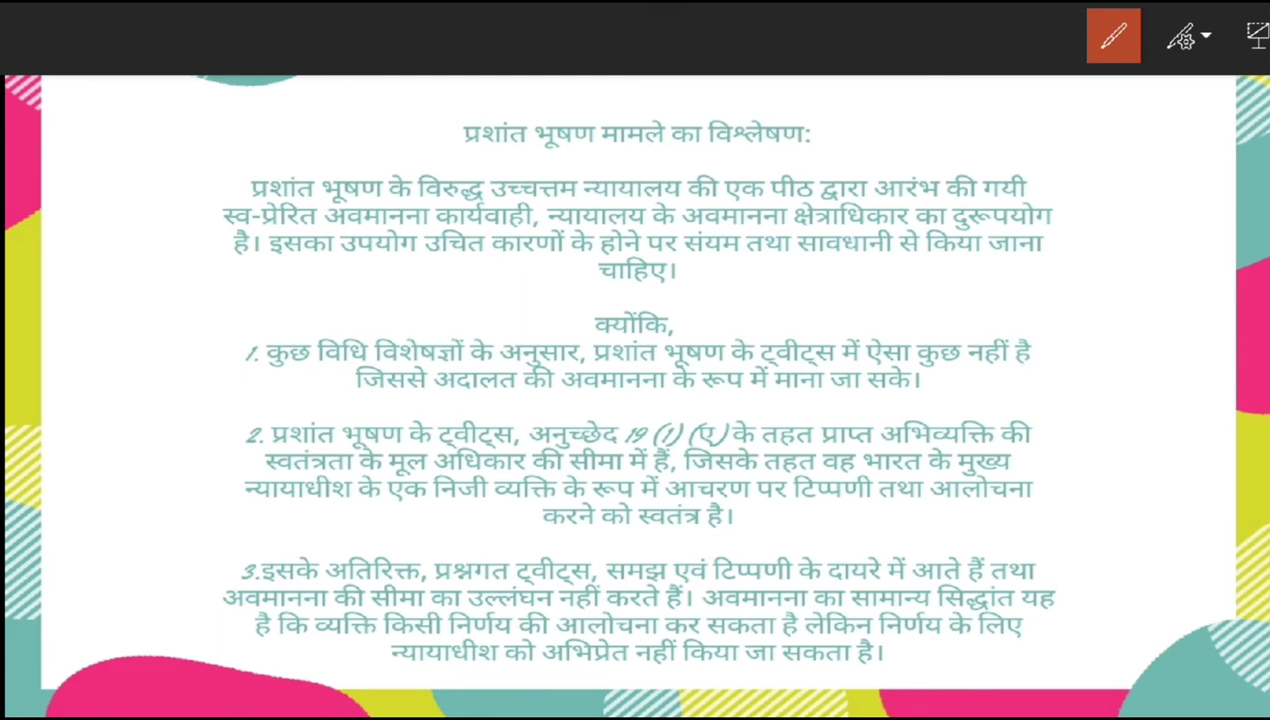 प्रशांत भूषण मामले का विश्लेषण:
प्रशांत भूषण के विरुद्ध उच्चत्तम न्यायालय की एक पीठ द्वारा आरंभ की गयी
स्व-प्रेरित अवमानना कार्यवाही, न्यायालय के अवमानना क्षेत्राधिकार का दुरूपयोग
है। इसका उपयोग उचित कारणों के होने पर संयम तथा सावधानी से किया जाना
चाहिए।
क्योंकि,
1. कुछ विधि विशेषज्ञों के अनुसार, प्रशांत भूषण के ट्वीट्स में ऐसा कुछ नहीं है
जिससे अदालत की अवमानना के रूप में माना जा सके।
2. प्रशांत भूषण के ट्वीट्स, अनुच्छेद 19 (1) (ए) के तहत प्राप्त अभिव्यक्ति की
स्वतंत्रता के मूल अधिकार की सीमा में हैं, जिसके तहत वह भारत के मुख्य
न्यायाधीश के एक निजी व्यक्ति के रूप में आचरण पर टिप्पणी तथा आलोचना
करने को स्वतंत्र है।
3.इसके अतिरिक्त, प्रश्नगत ट्वीट्स, समझ एवं टिप्पणी के दायरे में आते हैं तथा
अवमानना की सीमा का उल्लंघन नहीं करते हैं। अवमानना का सामान्य सिद्धांत यह
है कि व्यक्ति किसी निर्णय की आलोचना कर सकता है लेकिन निर्णय के लिए
न्यायाधीश को अभिप्रेत नहीं किया जा सकता है।